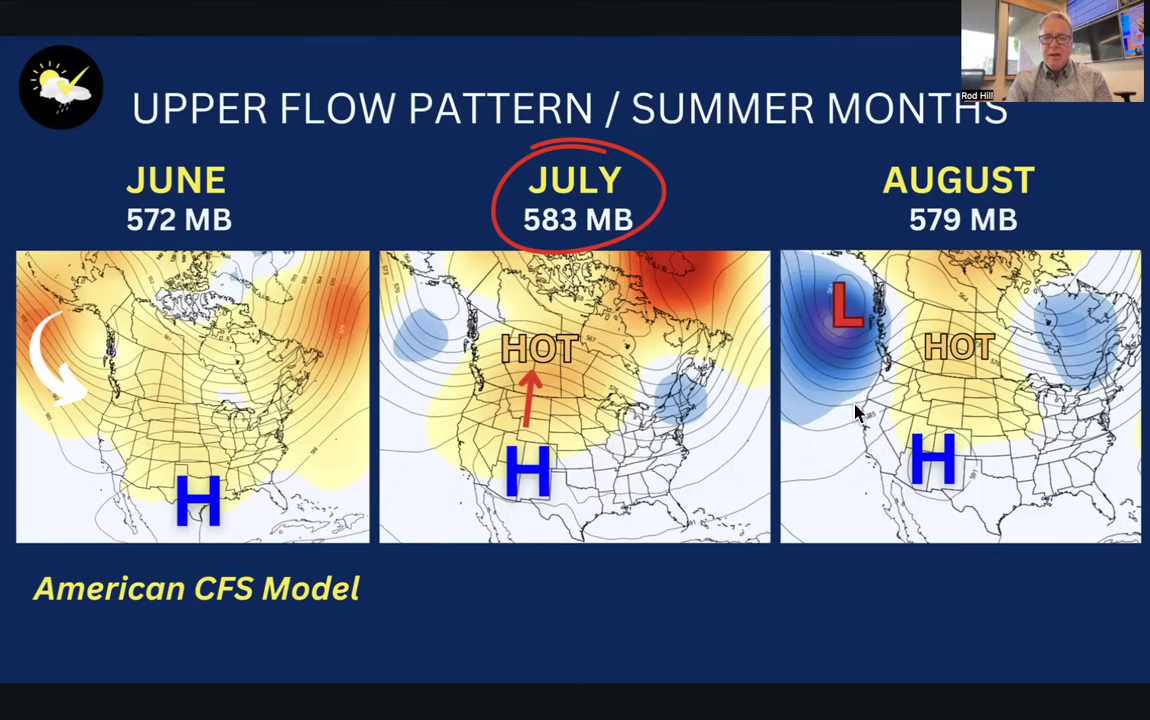 UPPER FLOW PATTERN / SUMMER MONTHS
Rod Hill
JUNE
572 MB
JULY
583 MB
AUGUST
579 MB
H
HOT
H
L
HOT
H
American CFS Model